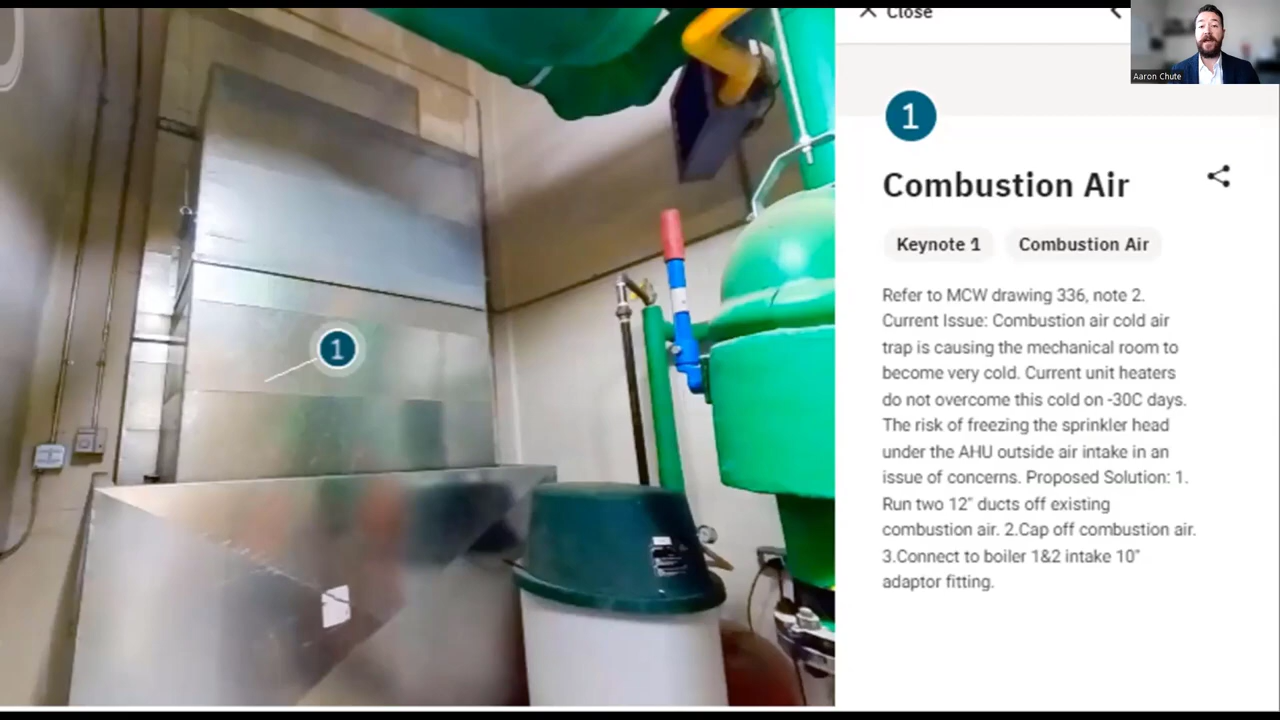 Close
Aaron Chute
1
Combustion Air
Keynote 1
Combustion Air
Refer to MCW drawing 336, note 2.
Current Issue: Combustion air cold air
trap is causing the mechanical room to
become very cold. Current unit heaters
do not overcome this cold on -30C days.
The risk of freezing the sprinkler head
under the AHU outside air intake in an
issue of concerns. Proposed Solution: 1.
Run two 12" ducts off existing
combustion air. 2.Cap off combustion air.
3.Connect to boiler 1&2 intake 10"
adaptor fitting.
1